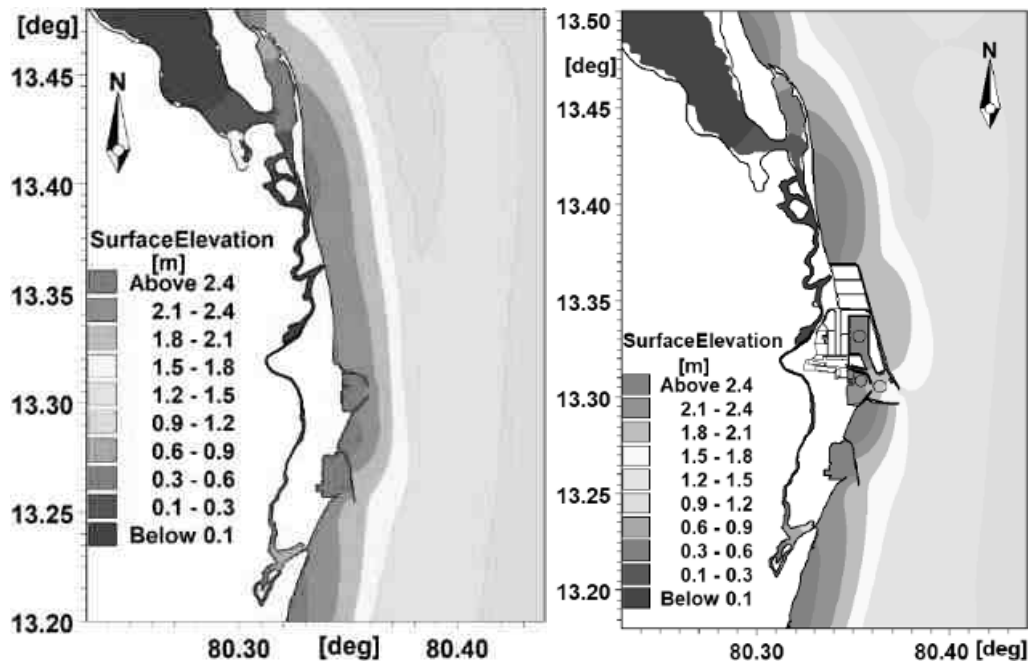 [deg]
13.45
N
13.40
SurfaceElevation
[m]
Above 2.4
2.1 - 2.4
1.8 - 2.1
1.5 - 1.8
1.2 - 1.5
0.9 - 1.2
0.6 - 0.9
0.3 - 0.6
0.1 - 0.3
Below 0.1
13.35
13.30
13.25
13.20
80.30 [deg] 80.40
13.50
[deg]
N
13.45
13.40
13.35
SurfaceElevation
[m]
Above 2.4
2.1 - 2.4
1.8 - 2.1
1.5 - 1.8
1.2 - 1.5
0.9 - 1.2
0.6 - 0.9
0.3 - 0.6
0.1 - 0.3
Below 0.1
13.30
13.25
13.20
80.30 80.40 [deg]